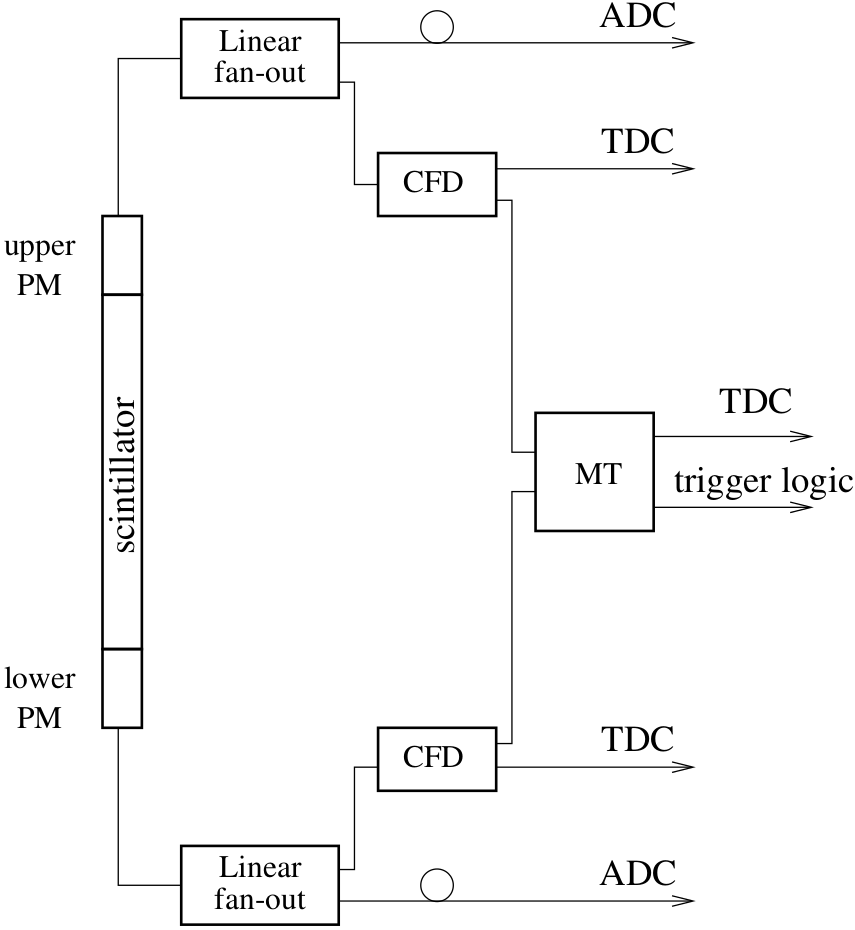 ADC
Linear
fan-out
TDC
CFD
upper
PM
TDC
MT
trigger logic
scintillator
lower
PM
TDC
CFD
Linear
fan-out
ADC